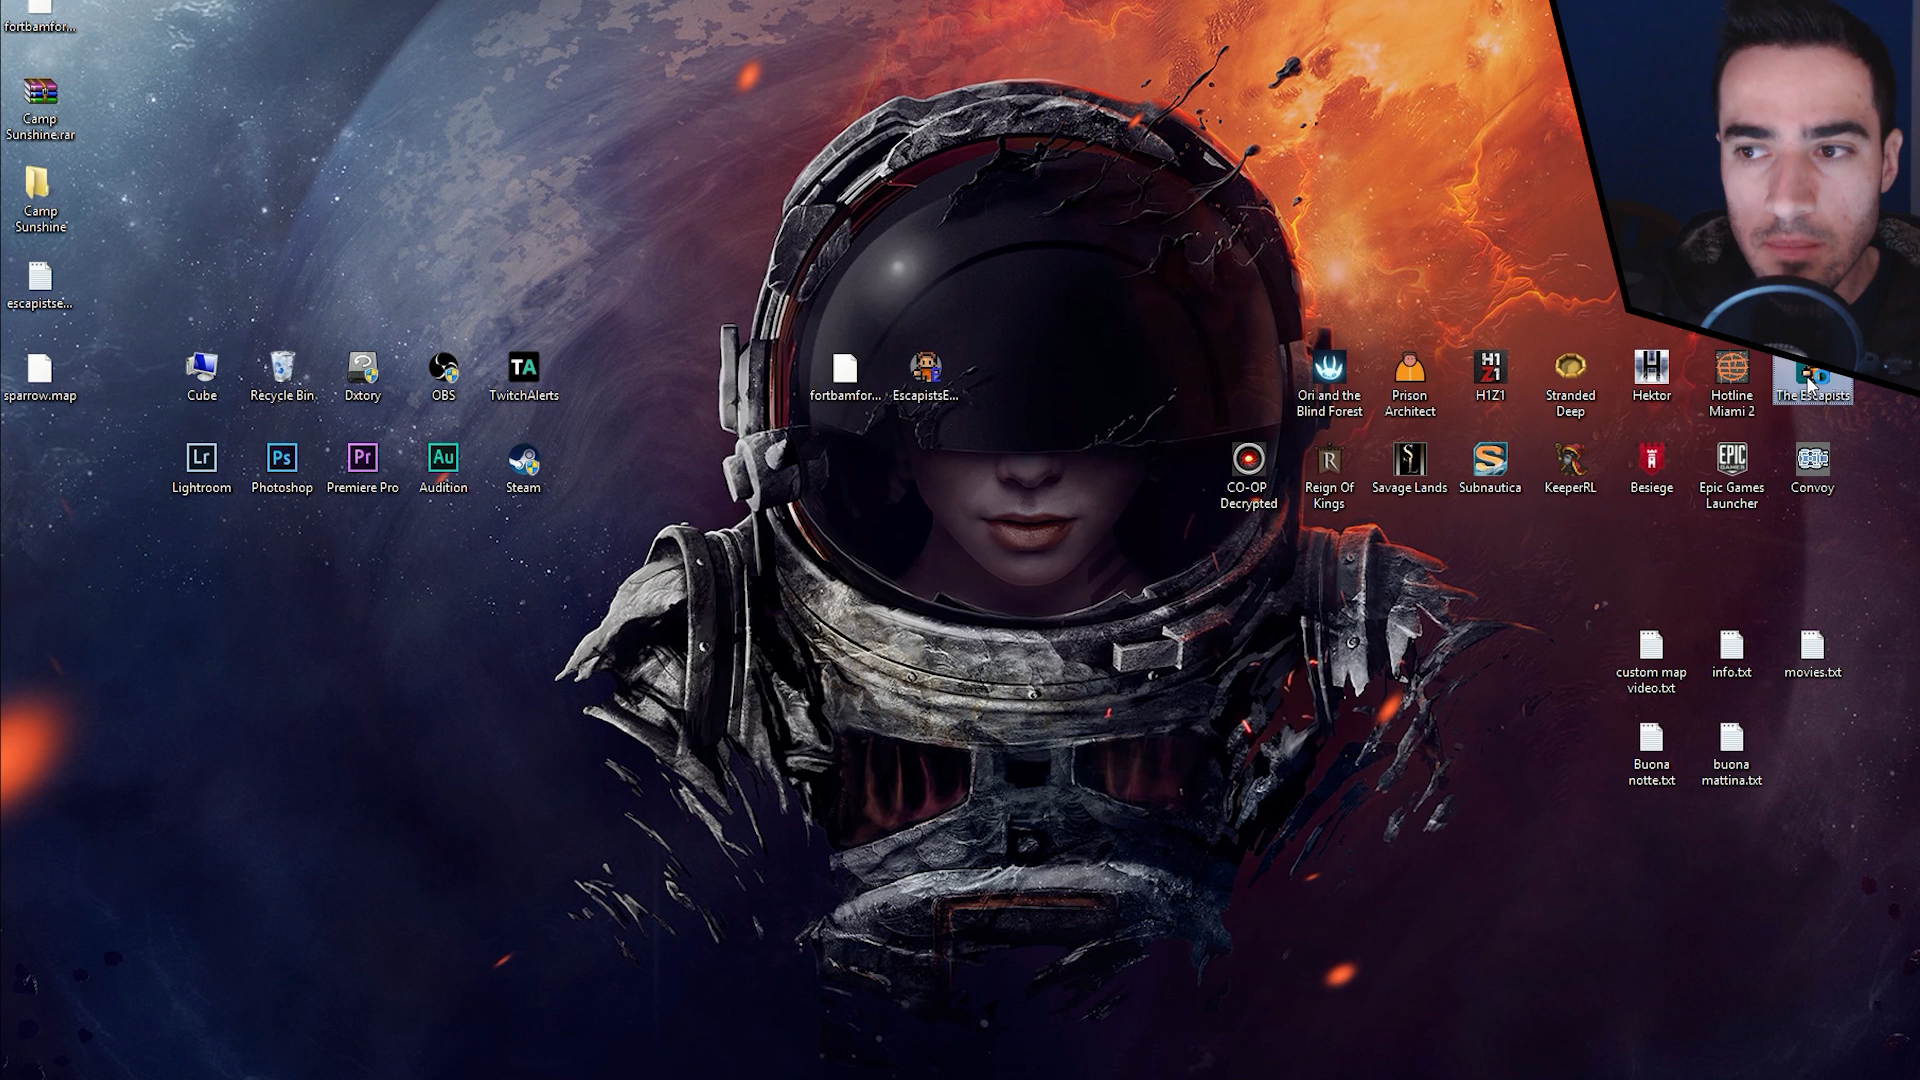 fortbamfor...
Camp
Sunshine.rar
Camp
Sunshine
escapistse...
sparrow.map
Cube
Recycle Bin
Dxtory
OBS
TA
TwitchAlerts
fortbamfor...
EscapistsE...
Ori and the
Blind Forest
Prison
Architect
H1
Z1
H1Z1
Stranded
Deep
H
Hektor
Hotline
Miami 2
The Escapists
Lr
Lightroom
Ps
Photoshop
Pr
Premiere Pro
Au
Audition
Steam
CO-OP
Decrypted
R
Reign Of
Kings
SL
Savage Lands
S
Subnautica
KeeperRL
Besiege
EPIC
GAMES
Epic Games
Launcher
Convoy
custom map
video.txt
info.txt
movies.txt
Buona
notte.txt
buona
mattina.txt